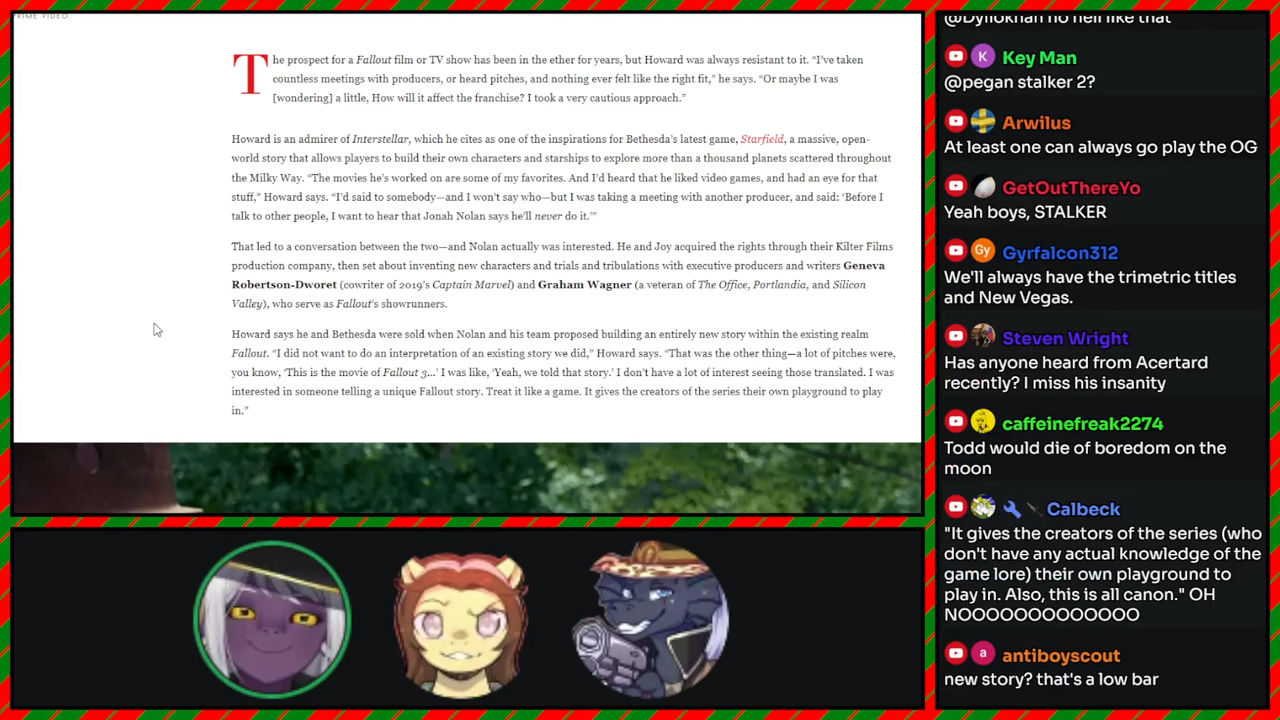 PRIME VIDEO
The prospect for a Fallout film or TV show has been in the ether for years, but Howard was always resistant to it. “I’ve taken
countless meetings with producers, or heard pitches, and nothing ever felt like the right fit,” he says. “Or maybe I was
[wondering] a little, How will it affect the franchise? I took a very cautious approach.”
Howard is an admirer of Interstellar, which he cites as one of the inspirations for Bethesda’s latest game, Starfield, a massive, open-
world story that allows players to build their own characters and starships to explore more than a thousand planets scattered throughout
the Milky Way. “The movies he’s worked on are some of my favorites. And I’d heard that he liked video games, and had an eye for that
stuff,” Howard says. “I’d said to somebody—and I won’t say who—but I was taking a meeting with another producer, and said: ‘Before I
talk to other people, I want to hear that Jonah Nolan says he’ll never do it.’”
That led to a conversation between the two—and Nolan actually was interested. He and Joy acquired the rights through their Kilter Films
production company, then set about inventing new characters and trials and tribulations with executive producers and writers Geneva
Robertson-Dworet (cowriter of 2019’s Captain Marvel) and Graham Wagner (a veteran of The Office, Portlandia, and Silicon
Valley), who serve as Fallout’s showrunners.
Howard says he and Bethesda were sold when Nolan and his team proposed building an entirely new story within the existing realm
Fallout. “I did not want to do an interpretation of an existing story we did,” Howard says. “That was the other thing—a lot of pitches were,
you know, ‘This is the movie of Fallout 3...’ I was like, ‘Yeah, we told that story.’ I don’t have a lot of interest seeing those translated. I was
interested in someone telling a unique Fallout story. Treat it like a game. It gives the creators of the series their own playground to play
in.”
@Dyllokhan no hell like that
K Key Man
@pegan stalker 2?
Arwilus
At least one can always go play the OG
GetOutThereYo
Yeah boys, STALKER
Gy Gyrfalcon312
We'll always have the trimetric titles
and New Vegas.
Steven Wright
Has anyone heard from Acertard
recently? I miss his insanity
caffeinefreak2274
Todd would die of boredom on the
moon
Calbeck
"It gives the creators of the series (who
don't have any actual knowledge of the
game lore) their own playground to
play in. Also, this is all canon." OH
NOOOOOOOOOOOOO
a antiboyscout
new story? that's a low bar